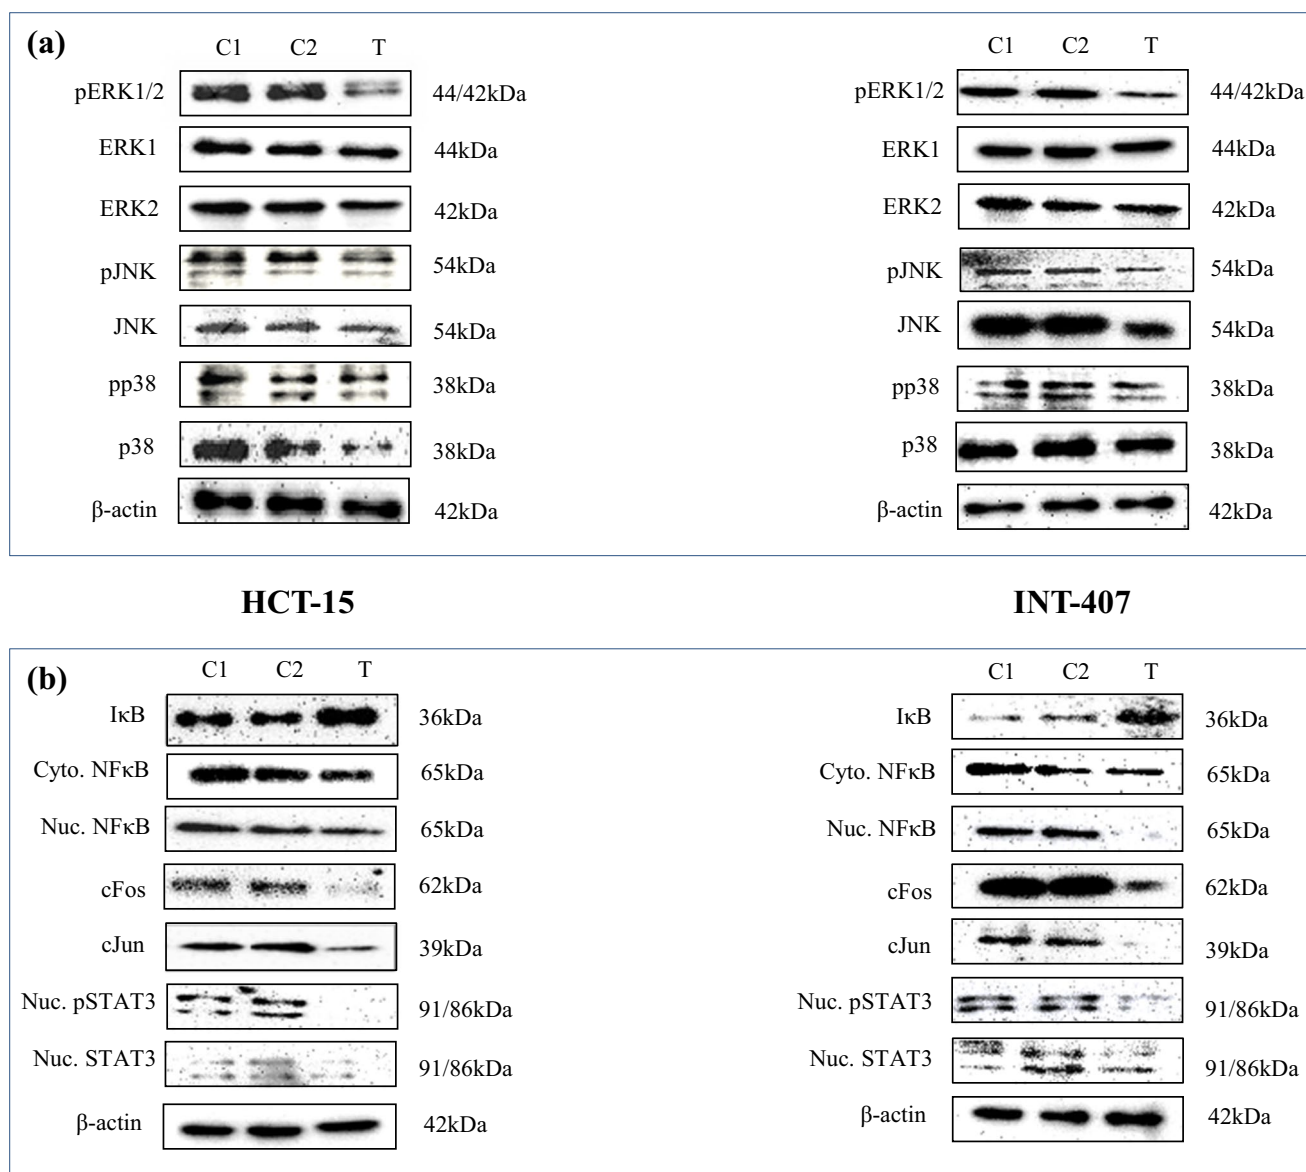 (a)
C1 C2 T
pERK1/2 44/42kDa
ERK1 44kDa
ERK2 42kDa
pJNK 54kDa
JNK 54kDa
pp38 38kDa
p38 38kDa
β-actin 42kDa
C1 C2 T
pERK1/2 44/42kDa
ERK1 44kDa
ERK2 42kDa
pJNK 54kDa
JNK 54kDa
pp38 38kDa
p38 38kDa
β-actin 42kDa
HCT-15
INT-407
(b)
C1 C2 T
IκB 36kDa
Cyto. NFκB 65kDa
Nuc. NFκB 65kDa
cFos 62kDa
cJun 39kDa
Nuc. pSTAT3 91/86kDa
Nuc. STAT3 91/86kDa
β-actin 42kDa
C1 C2 T
IκB 36kDa
Cyto. NFκB 65kDa
Nuc. NFκB 65kDa
cFos 62kDa
cJun 39kDa
Nuc. pSTAT3 91/86kDa
Nuc. STAT3 91/86kDa
β-actin 42kDa